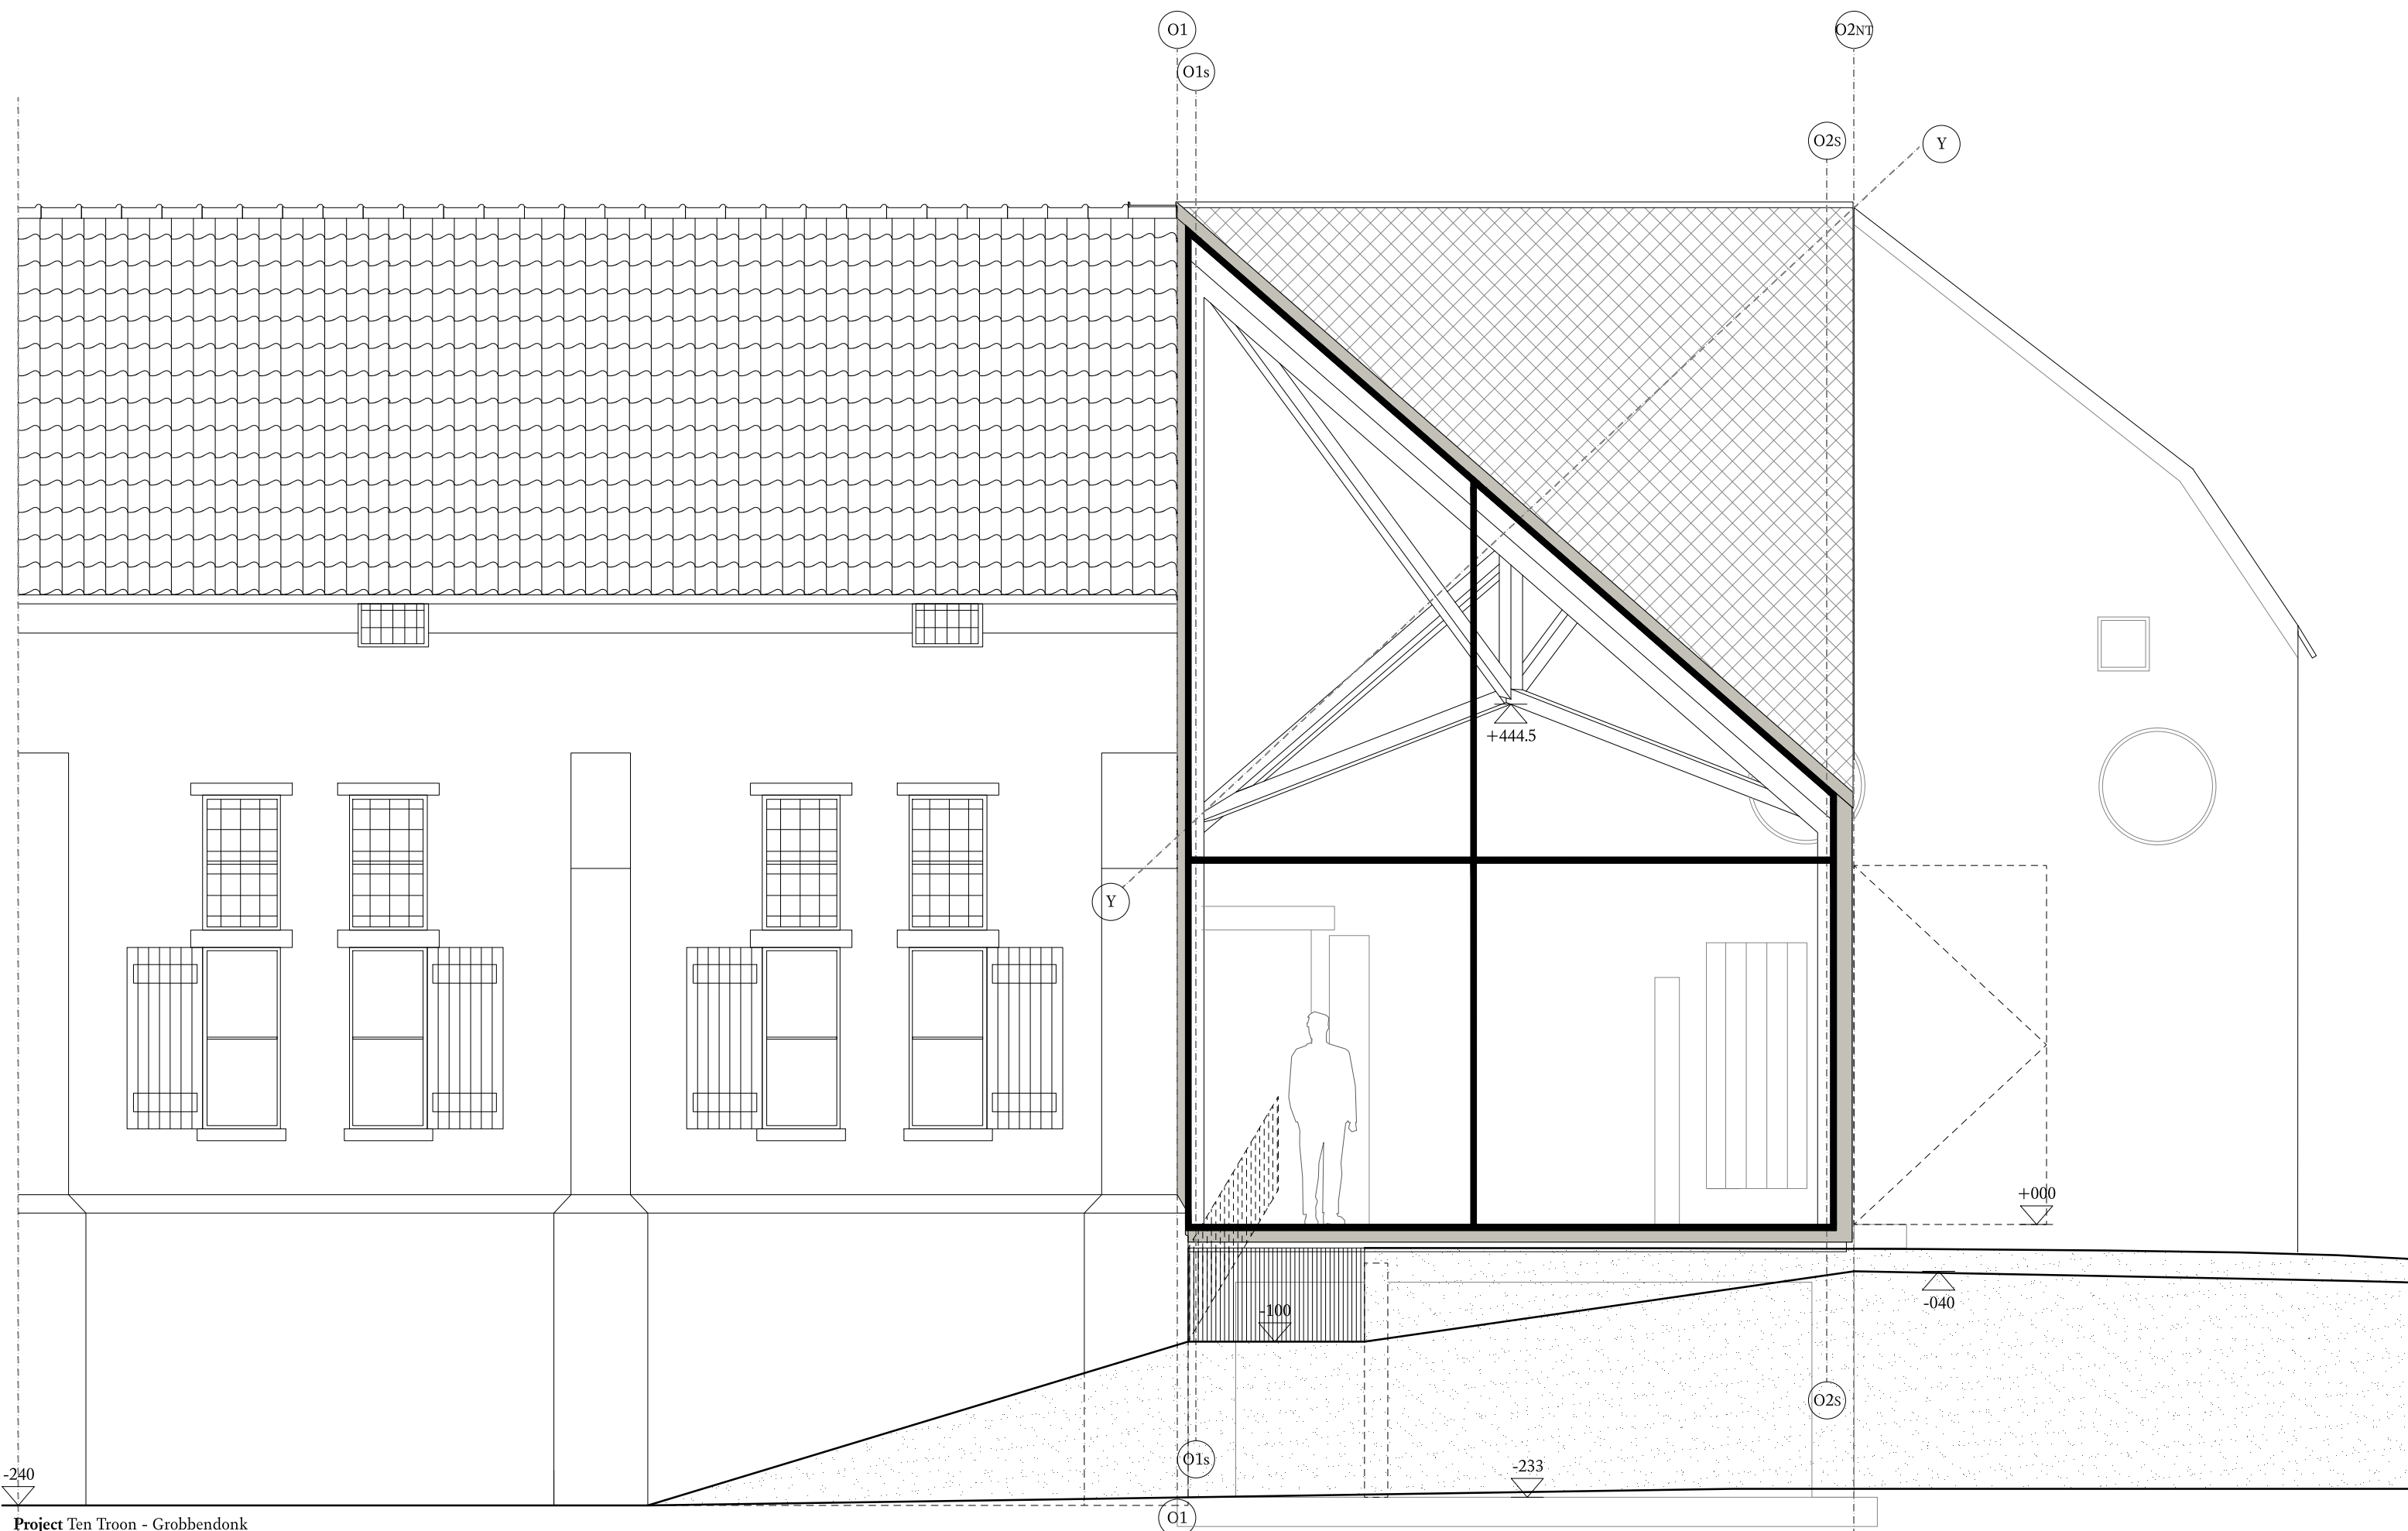 O1
O2NT
O1s
O2S
Y
+444.5
Y
+000
-040
-100
O2S
O1s
-233
-240
O1
Project Ten Troon - Grobbendonk